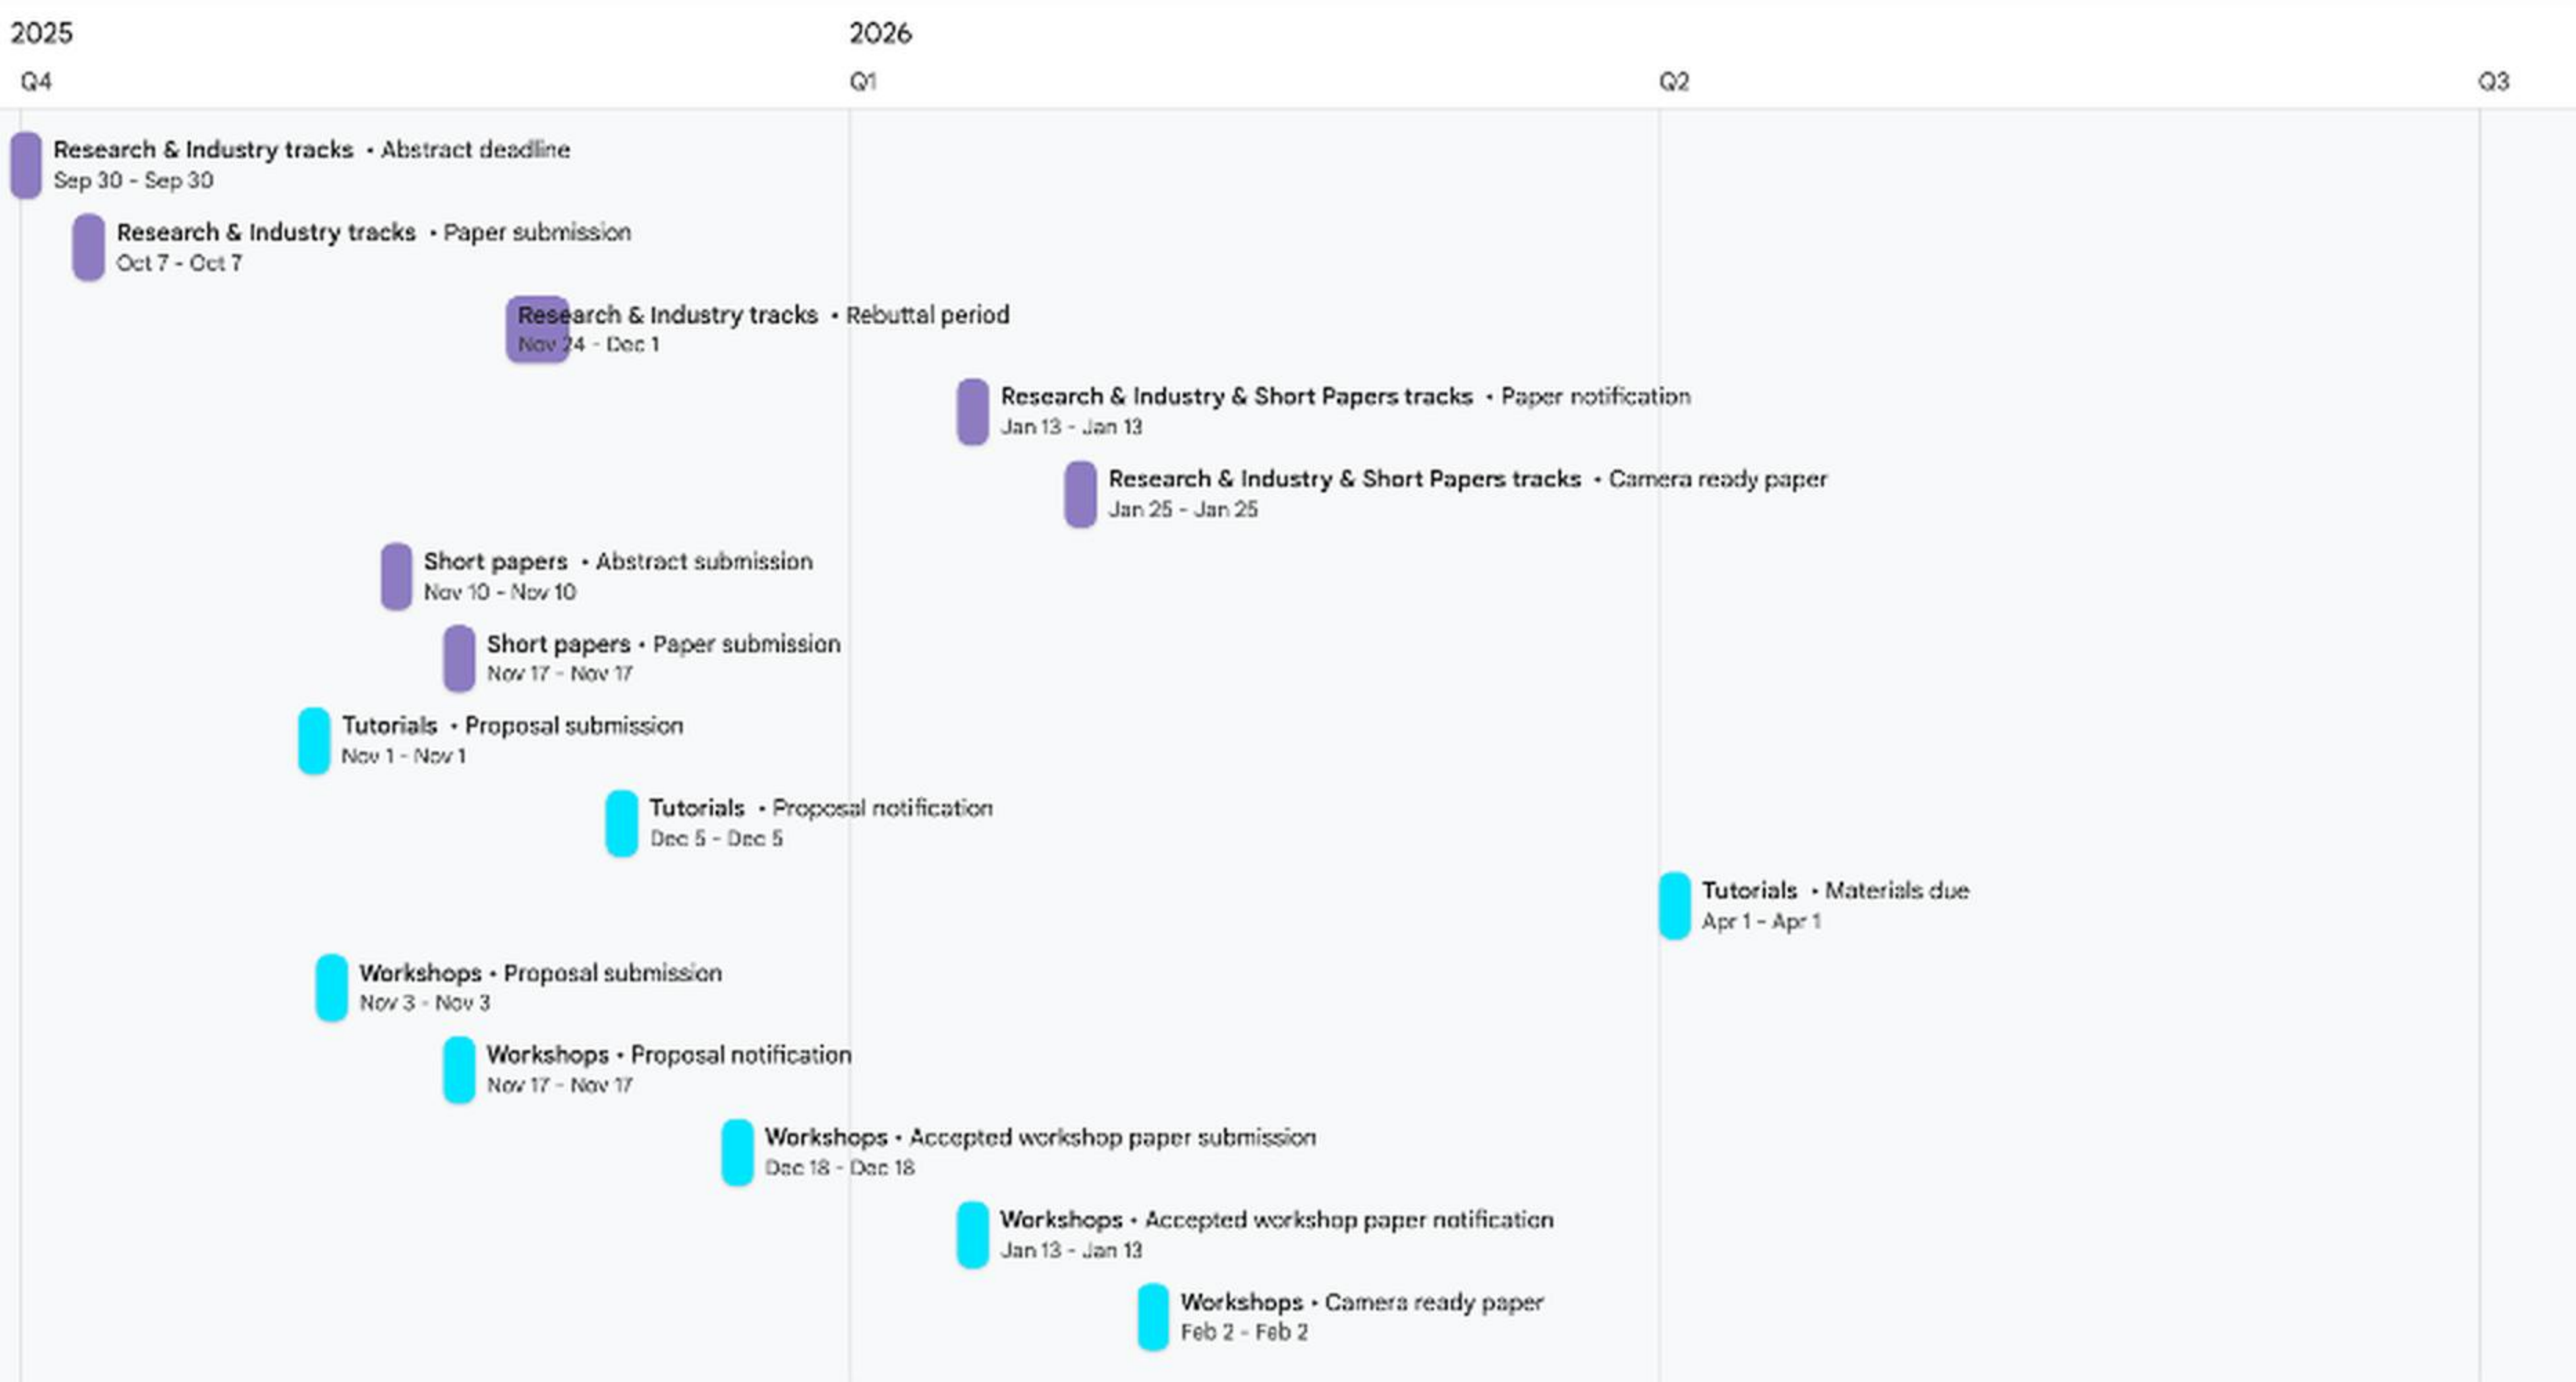 2025 2026
Q4 Q1 Q2 Q3
Research & Industry tracks • Abstract deadline
Sep 30 - Sep 30
Research & Industry tracks • Paper submission
Oct 7 - Oct 7
Research & Industry tracks • Rebuttal period
Nov 24 - Dec 1
Research & Industry & Short Papers tracks • Paper notification
Jan 13 - Jan 13
Research & Industry & Short Papers tracks • Camera ready paper
Jan 25 - Jan 25
Short papers • Abstract submission
Nov 10 - Nov 10
Short papers • Paper submission
Nov 17 - Nov 17
Tutorials • Proposal submission
Nov 1 - Nov 1
Tutorials • Proposal notification
Dec 5 - Dec 5
Tutorials • Materials due
Apr 1 - Apr 1
Workshops • Proposal submission
Nov 3 - Nov 3
Workshops • Proposal notification
Nov 17 - Nov 17
Workshops • Accepted workshop paper submission
Dec 18 - Dec 18
Workshops • Accepted workshop paper notification
Jan 13 - Jan 13
Workshops • Camera ready paper
Feb 2 - Feb 2